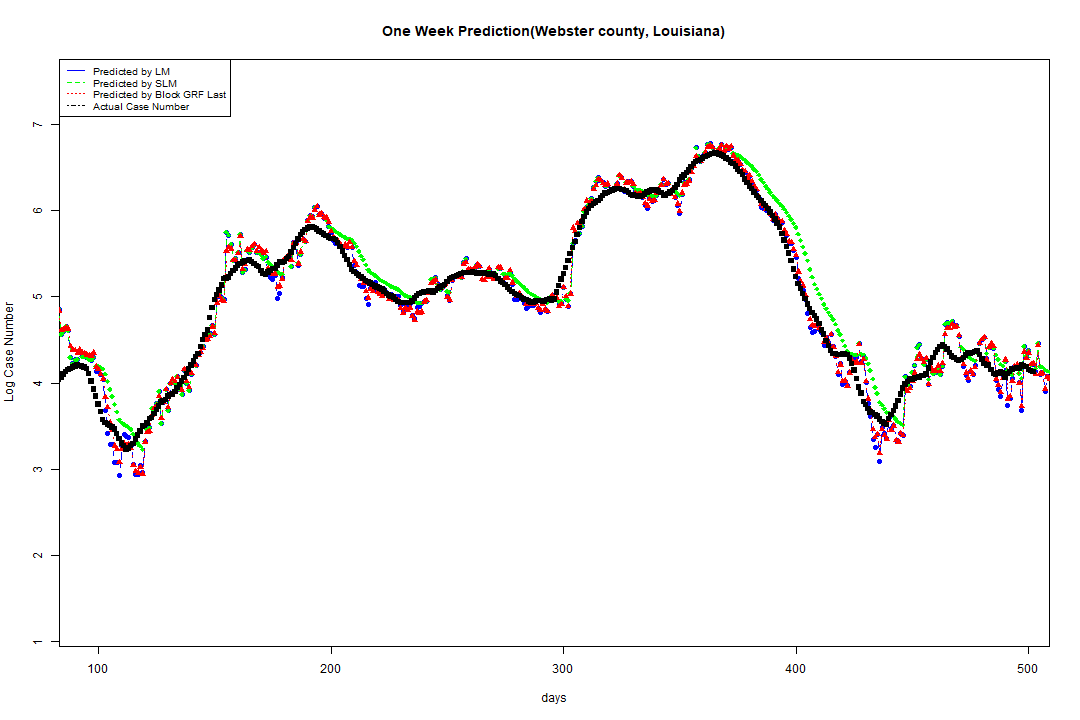 One Week Prediction(Webster county, Louisiana)
Predicted by LM
Predicted by SLM
Predicted by Block GRF Last
Actual Case Number
Log Case Number
7
6
5
4
3
2
1
100 200 300 400 500
days